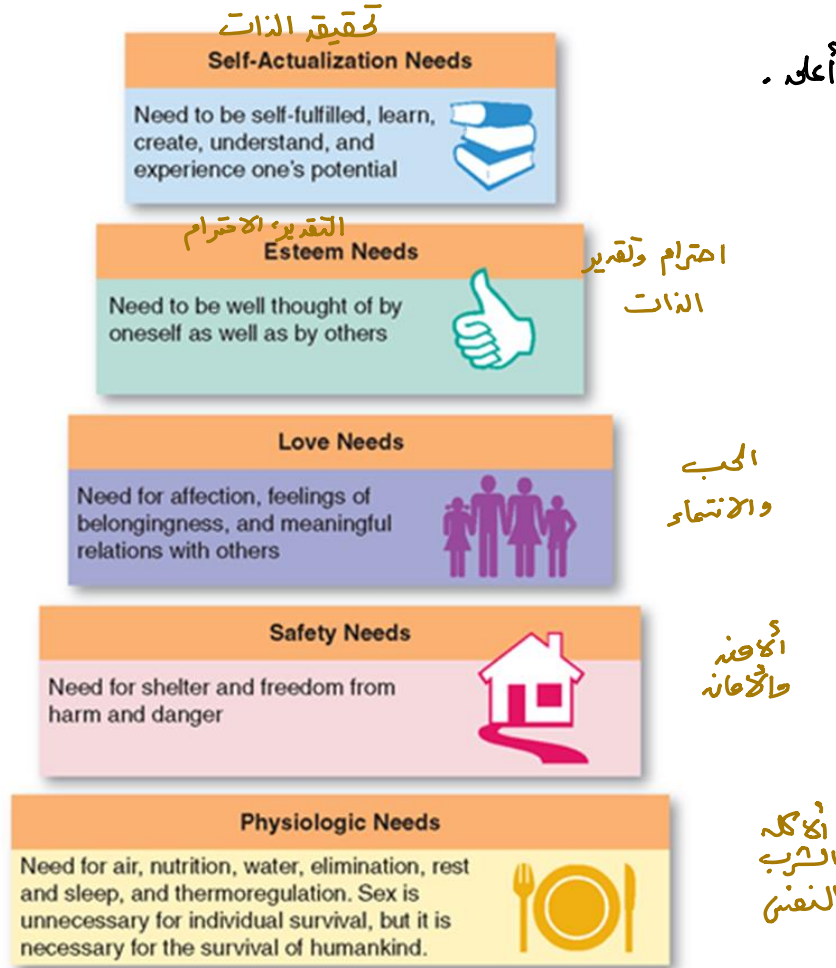 تحقيق الذات
Self-Actualization Needs
أعلى .
Need to be self-fulfilled, learn,
create, understand, and
experience one's potential
التقدير، الاحترام
Esteem Needs
احترام وتقدير
الذات
Need to be well thought of by
oneself as well as by others
Love Needs
الحب
والانتماء
Need for affection, feelings of
belongingness, and meaningful
relations with others
Safety Needs
الأمن
والأمان
Need for shelter and freedom from
harm and danger
Physiologic Needs
الأكل
الشرب
النفس
Need for air, nutrition, water, elimination, rest
and sleep, and thermoregulation. Sex is
unnecessary for individual survival, but it is
necessary for the survival of humankind.